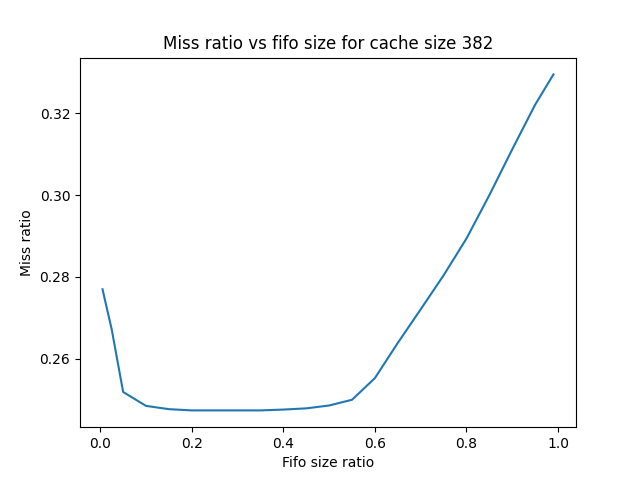 Miss ratio vs fifo size for cache size 382
Miss ratio
0.32
0.30
0.28
0.26
0.0 0.2 0.4 0.6 0.8 1.0
Fifo size ratio